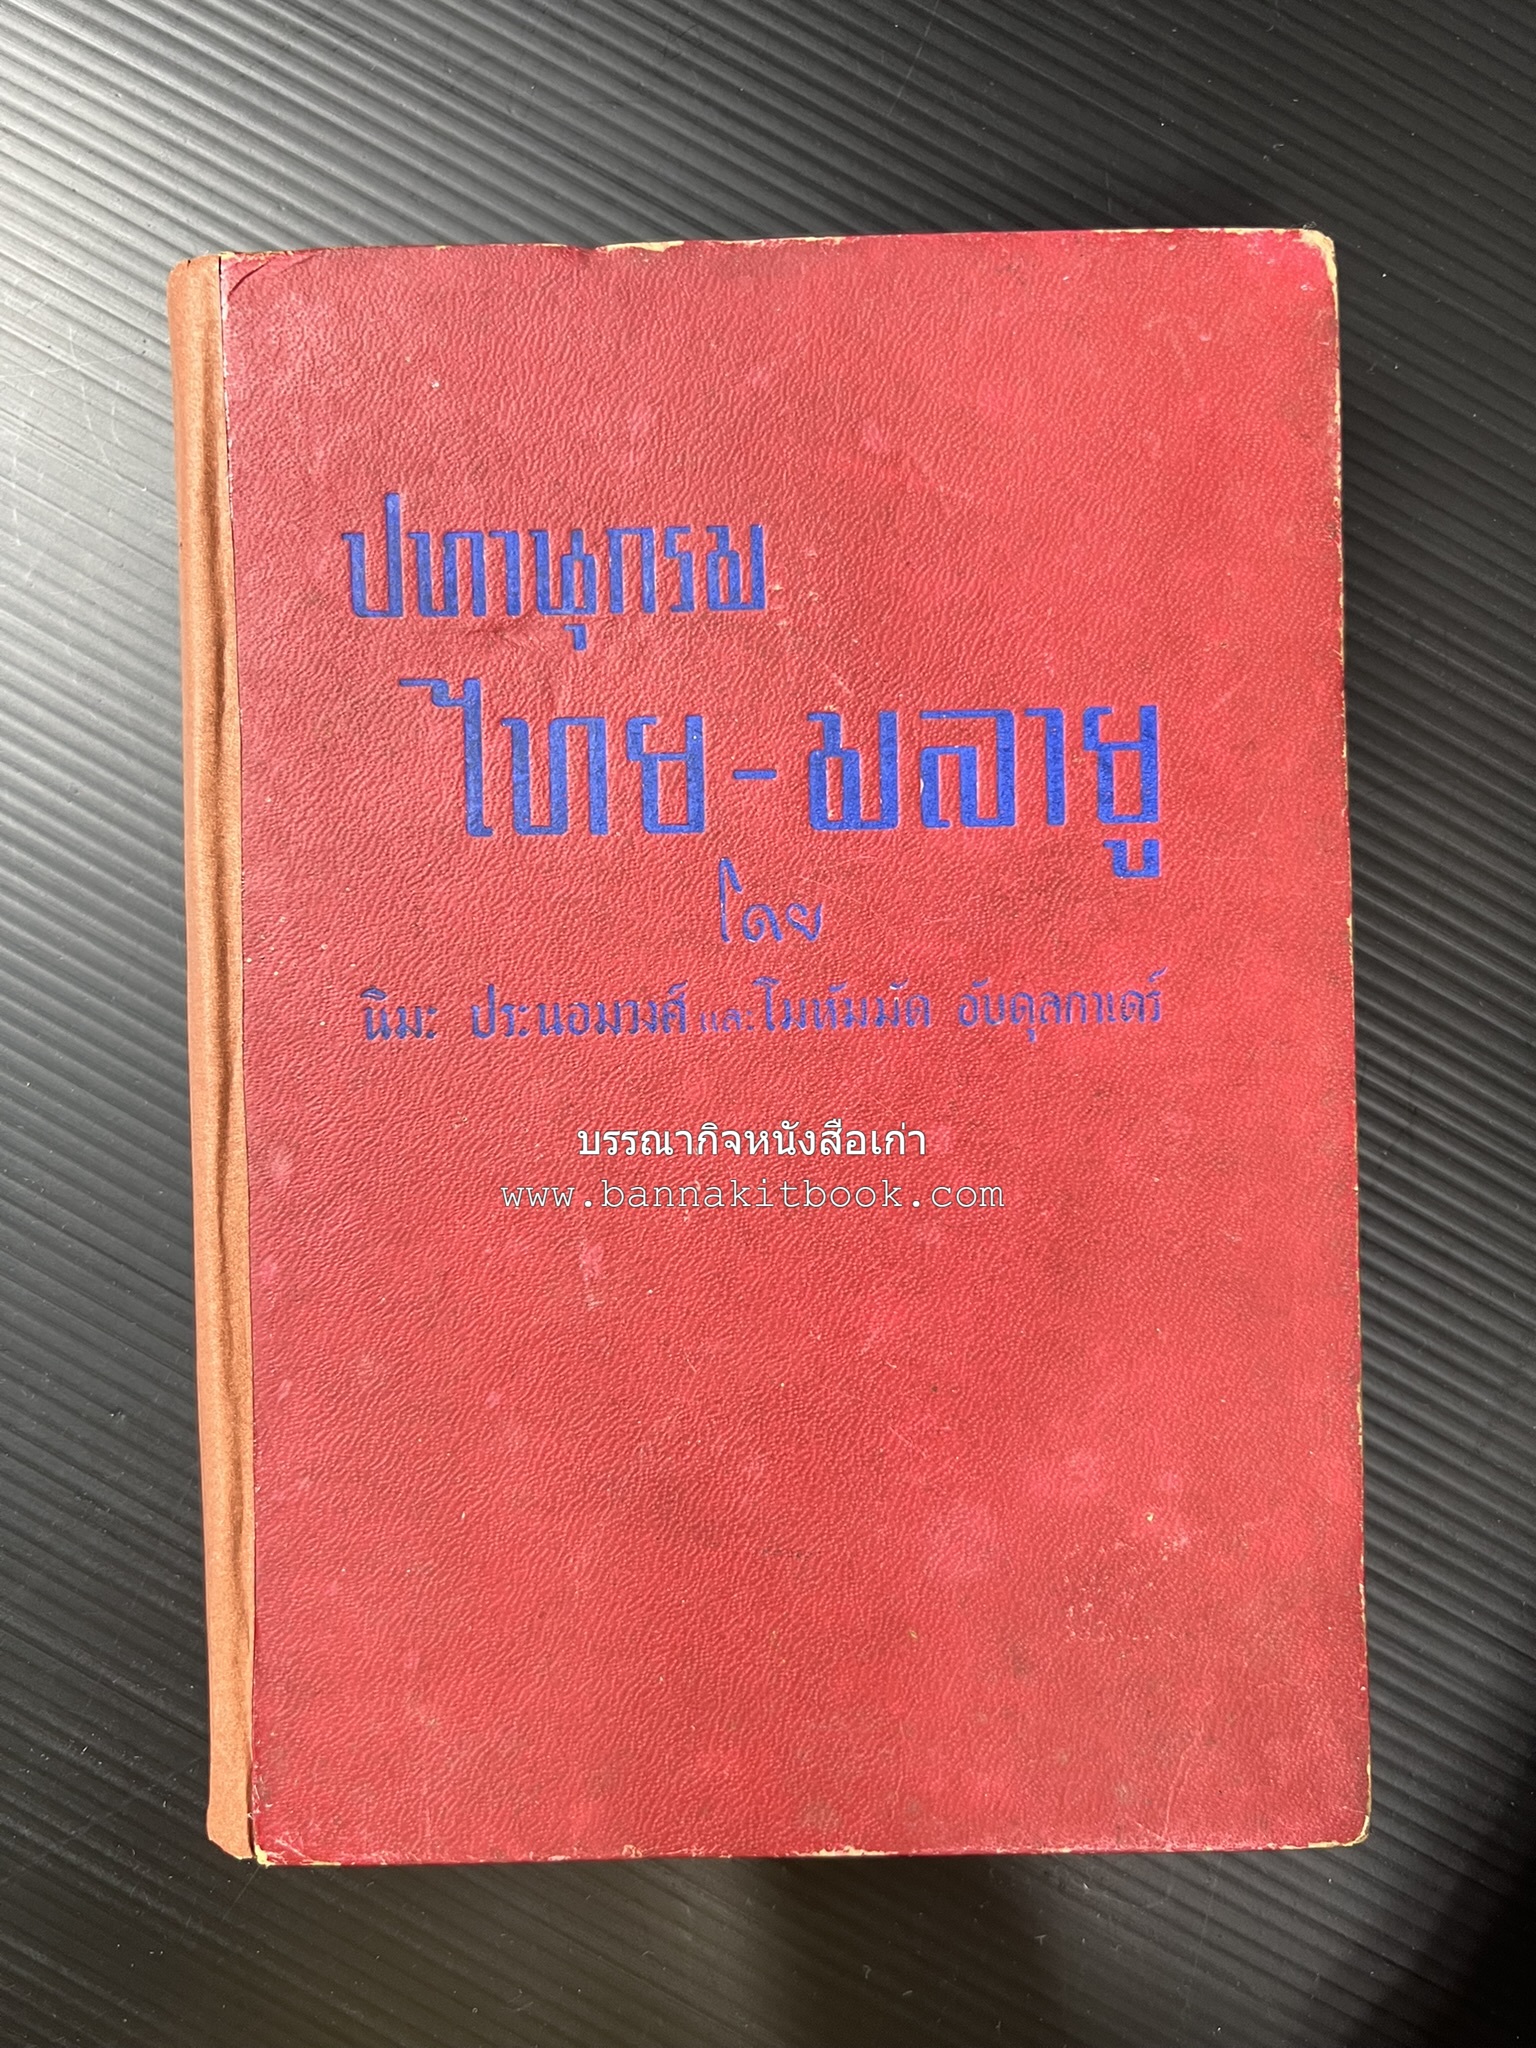 ปทานุกรม
ไทย - มลายู
โดย
นิมะ ประนอมวงศ์ และ โมหัมมัด อับดุลกาเดร์
บรรณากิจหนังสือเก่า
www.bannakitbook.com